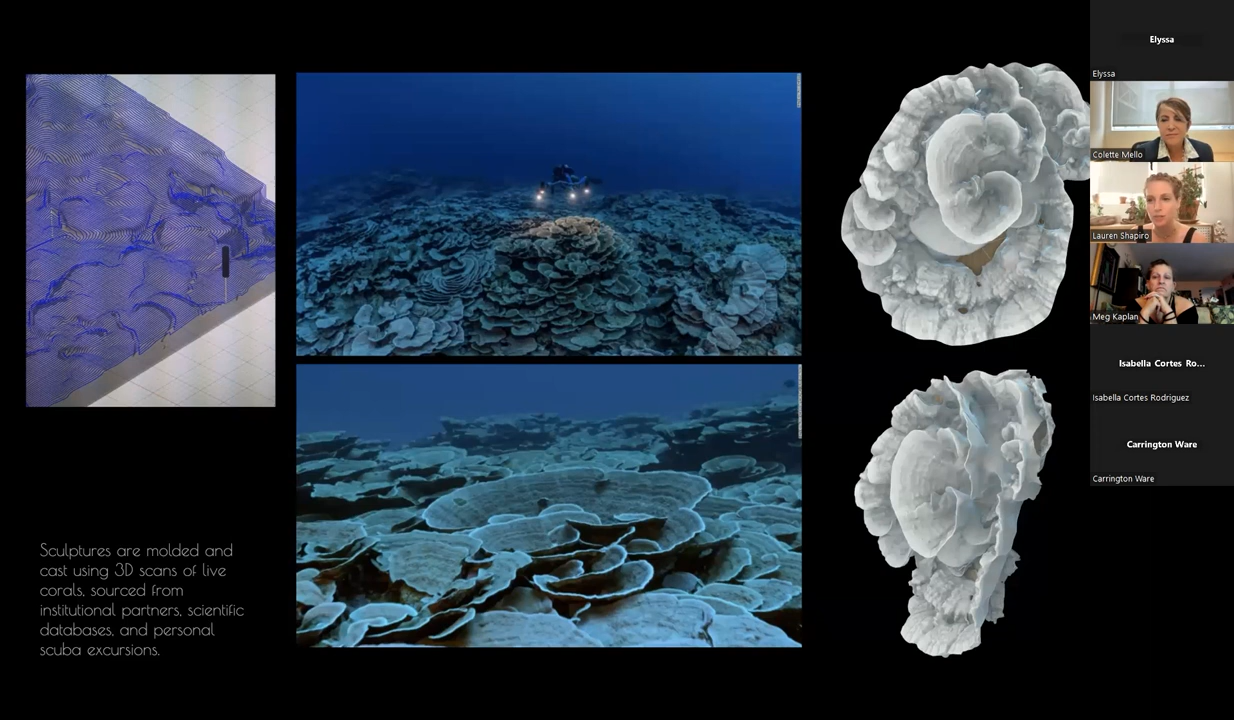 Sculptures are molded and
cast using 3D scans of live
corals, sourced from
institutional partners, scientific
databases, and personal
scuba excursions.
Elyssa
Elyssa
Colette Mello
Lauren Shapiro
Meg Kaplan
Isabella Cortes Ro...
Isabella Cortes Rodriguez
Carrington Ware
Carrington Ware